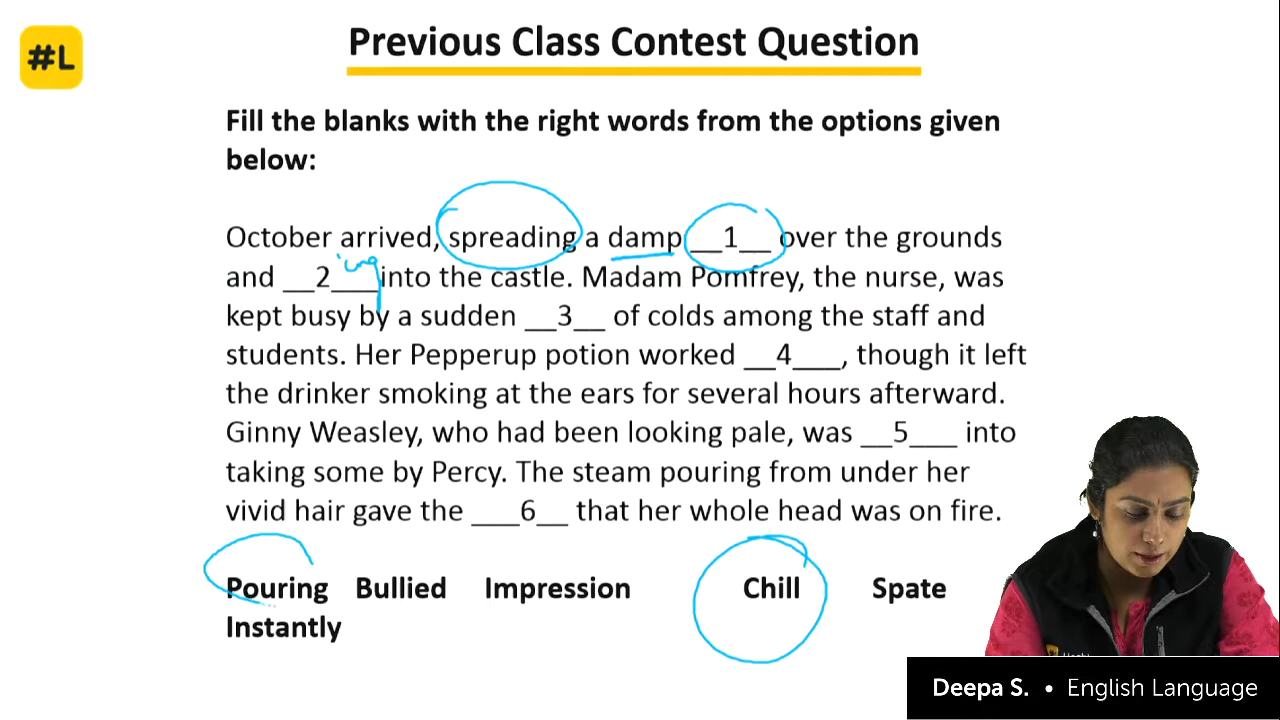 #L
Previous Class Contest Question
Fill the blanks with the right words from the options given
below:
October arrived, spreading a damp __1__ over the grounds
ing
and __2___ into the castle. Madam Pomfrey, the nurse, was
kept busy by a sudden __3__ of colds among the staff and
students. Her Pepperup potion worked __4___, though it left
the drinker smoking at the ears for several hours afterward.
Ginny Weasley, who had been looking pale, was __5___ into
taking some by Percy. The steam pouring from under her
vivid hair gave the ___6__ that her whole head was on fire.
Pouring Bullied Impression Chill Spate
Instantly
Deepa S. • English Language